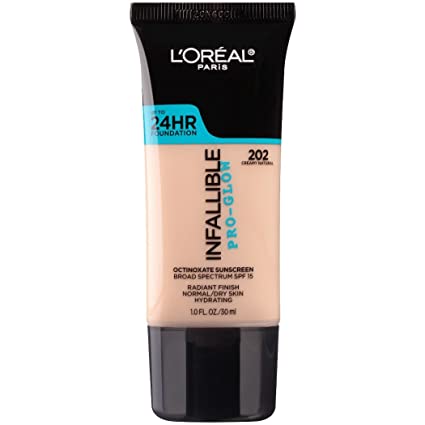 L'ORÉAL
PARIS
UP TO
24HR
FOUNDATION
202
CREAMY NATURAL
INFALLIBLE
PRO-GLOW
OCTINOXATE SUNSCREEN
BROAD SPECTRUM SPF 15
RADIANT FINISH
NORMAL/DRY SKIN
HYDRATING
1.0 FL. OZ./30 ml